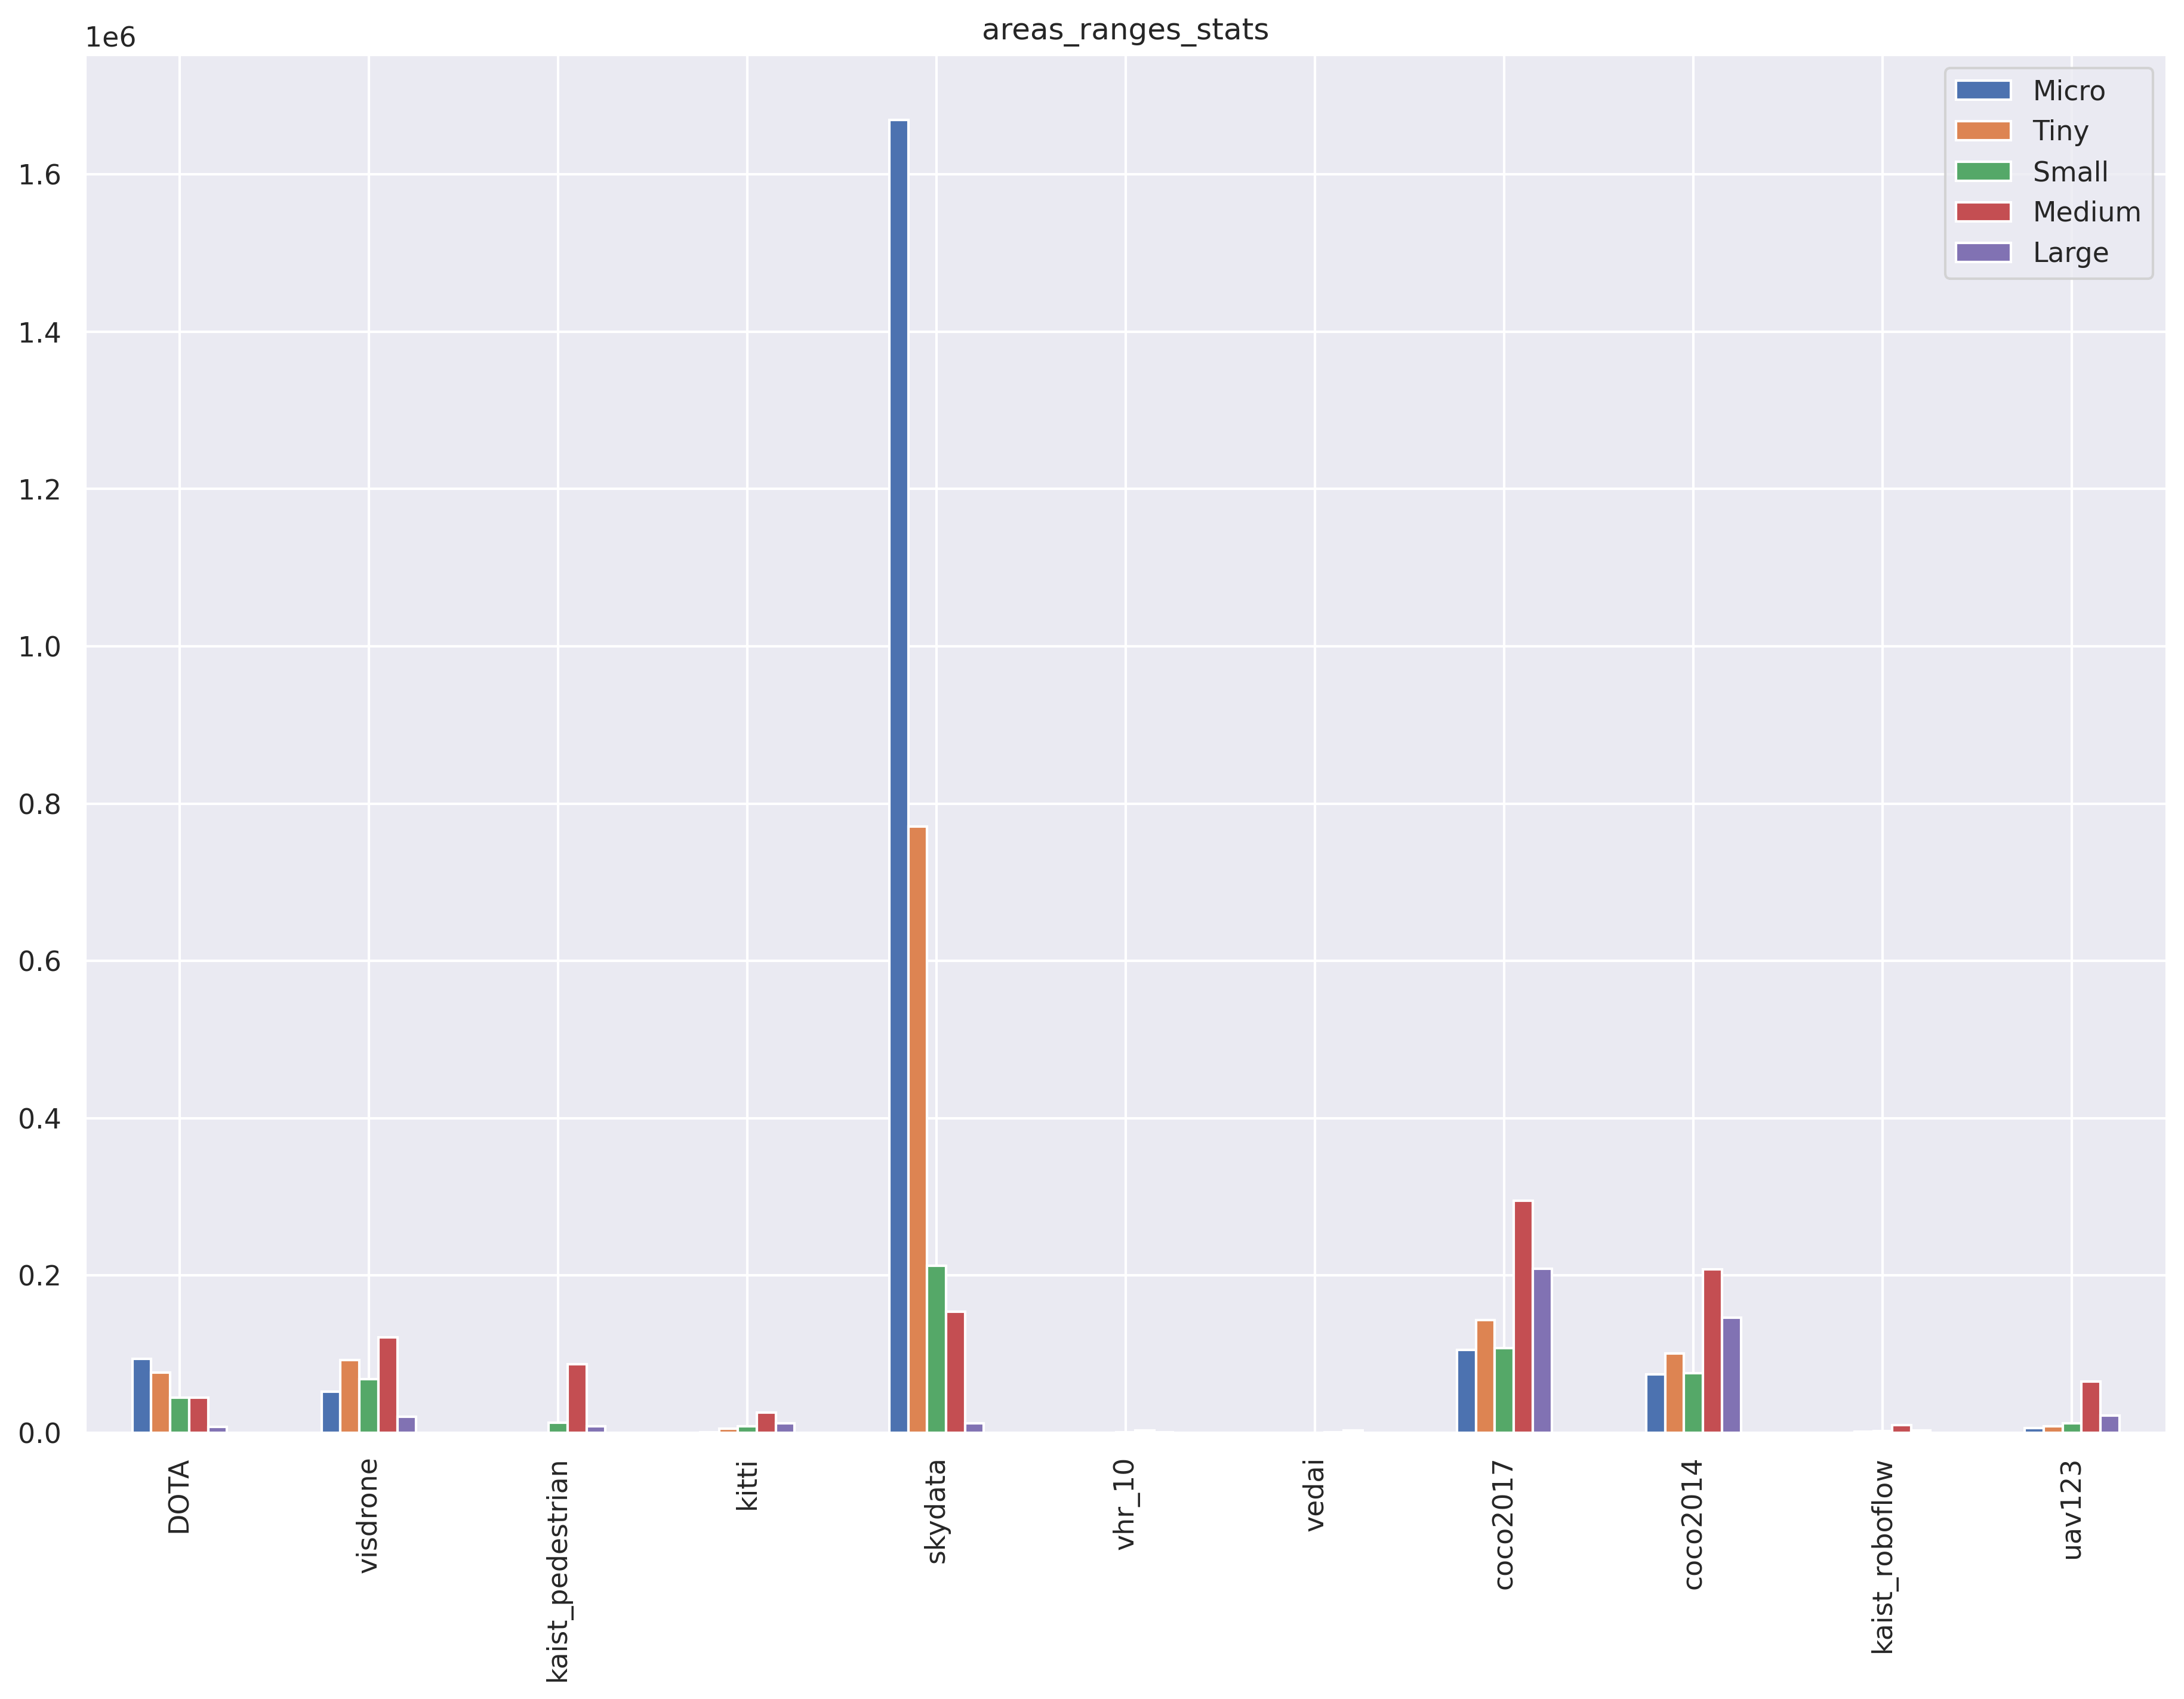 areas_ranges_stats
1e6
Micro
Tiny
Small
Medium
Large
1.6
1.4
1.2
1.0
0.8
0.6
0.4
0.2
0.0
DOTA
visdrone
kaist_pedestrian
kitti
skydata
vhr_10
vedai
coco2017
coco2014
kaist_roboflow
uav123